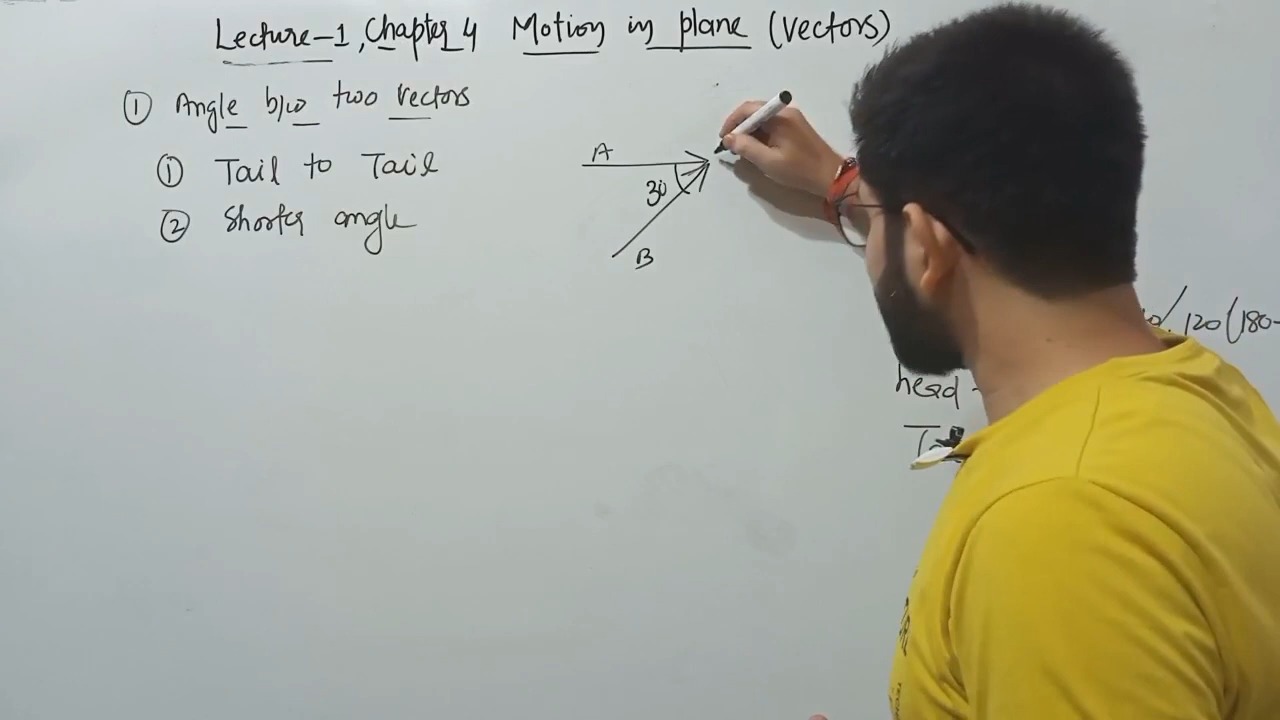 Lecture-1, Chapter 4 Motion in plane (vectors)
① Angle b/w two vectors
① Tail to Tail
② Shorter angle
A
30
B
120 (180-
head -